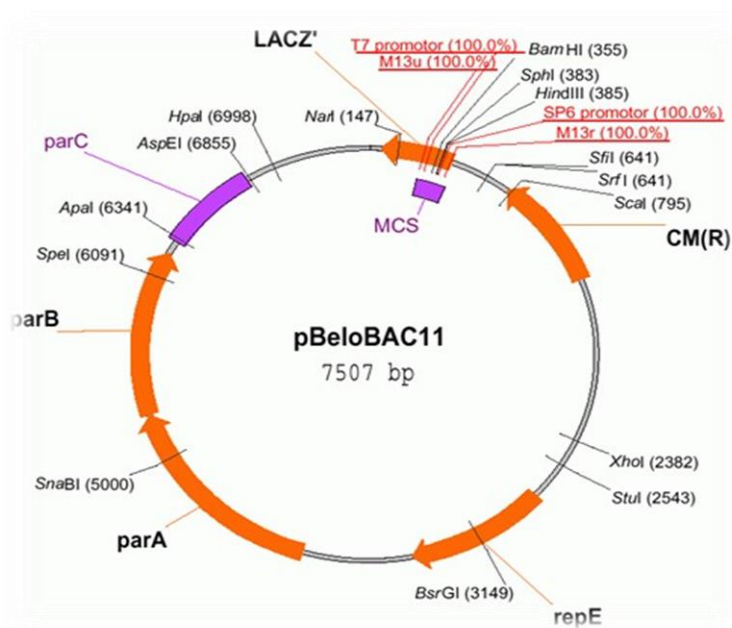 LACZ'
T7 promotor (100.0%)
M13u (100.0%)
BamHI (355)
SphI (383)
HindIII (385)
SP6 promotor (100.0%)
M13r (100.0%)
SfiI (641)
SrfI (641)
ScaI (795)
CM(R)
HpaI (6998)
NarI (147)
AspEI (6855)
parC
MCS
ApaI (6341)
SpeI (6091)
parB
pBeloBAC11
7507 bp
XhoI (2382)
StuI (2543)
SnaBI (5000)
parA
BsrGI (3149)
repE